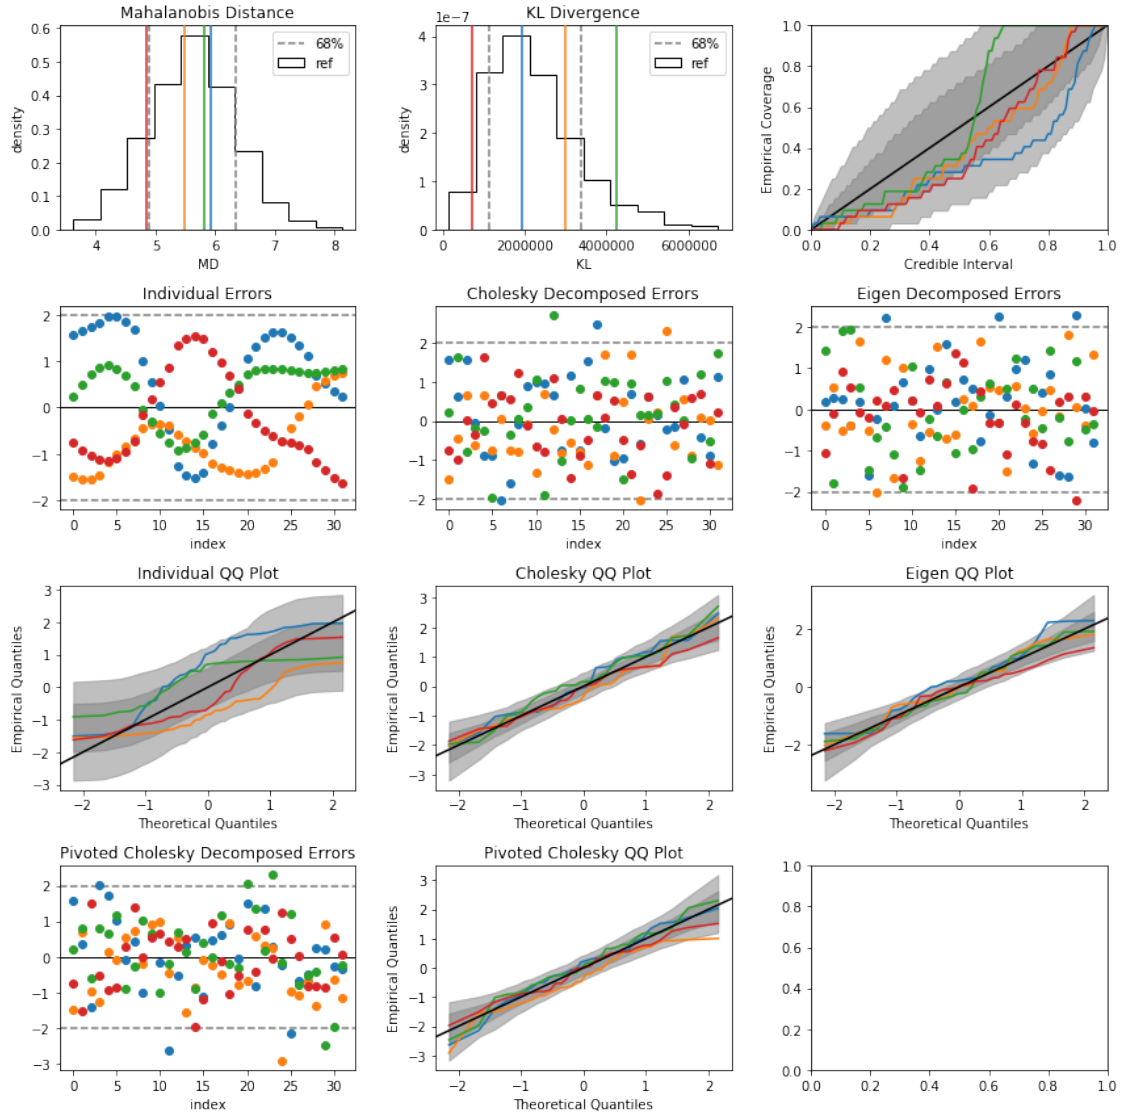 Mahalanobis Distance
0.6
0.5
0.4
0.3
0.2
0.1
0.0
density
68%
ref
4 5 6 7 8
MD
KL Divergence
1e−7
4
3
2
1
0
density
68%
ref
0 2000000 4000000 6000000
KL
1.0
0.8
0.6
0.4
0.2
0.0
Empirical Coverage
0.0 0.2 0.4 0.6 0.8 1.0
Credible Interval
Individual Errors
2
1
0
−1
−2
0 5 10 15 20 25 30
index
Cholesky Decomposed Errors
2
1
0
−1
−2
0 5 10 15 20 25 30
index
Eigen Decomposed Errors
2
1
0
−1
−2
0 5 10 15 20 25 30
index
Individual QQ Plot
3
2
1
0
−1
−2
−3
Empirical Quantiles
−2 −1 0 1 2
Theoretical Quantiles
Cholesky QQ Plot
3
2
1
0
−1
−2
−3
Empirical Quantiles
−2 −1 0 1 2
Theoretical Quantiles
Eigen QQ Plot
2
0
−2
Empirical Quantiles
−2 −1 0 1 2
Theoretical Quantiles
Pivoted Cholesky Decomposed Errors
2
1
0
−1
−2
−3
0 5 10 15 20 25 30
index
Pivoted Cholesky QQ Plot
3
2
1
0
−1
−2
−3
Empirical Quantiles
−2 −1 0 1 2
Theoretical Quantiles
1.0
0.8
0.6
0.4
0.2
0.0
0.0 0.2 0.4 0.6 0.8 1.0